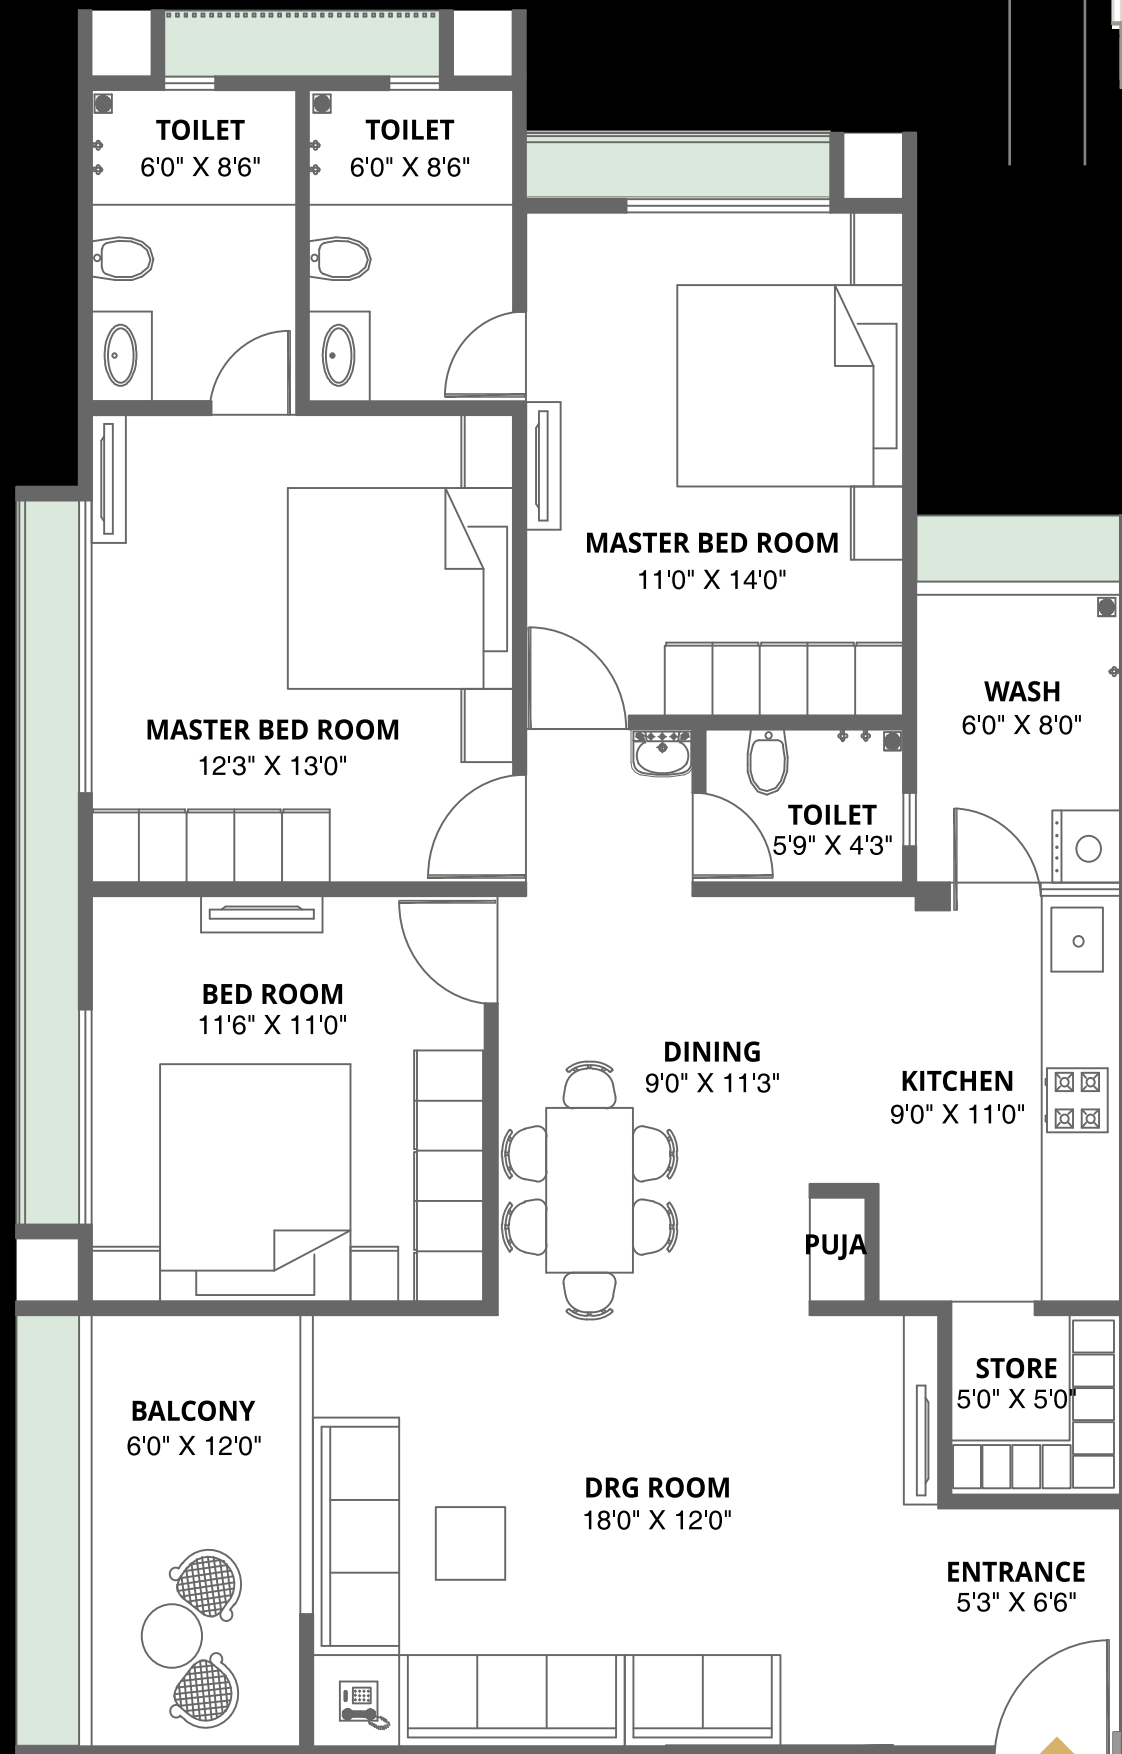 TOILET
6'0" X 8'6"
TOILET
6'0" X 8'6"
MASTER BED ROOM
11'0" X 14'0"
MASTER BED ROOM
12'3" X 13'0"
WASH
6'0" X 8'0"
TOILET
5'9" X 4'3"
BED ROOM
11'6" X 11'0"
DINING
9'0" X 11'3"
KITCHEN
9'0" X 11'0"
PUJA
STORE
5'0" X 5'0"
BALCONY
6'0" X 12'0"
DRG ROOM
18'0" X 12'0"
ENTRANCE
5'3" X 6'6"